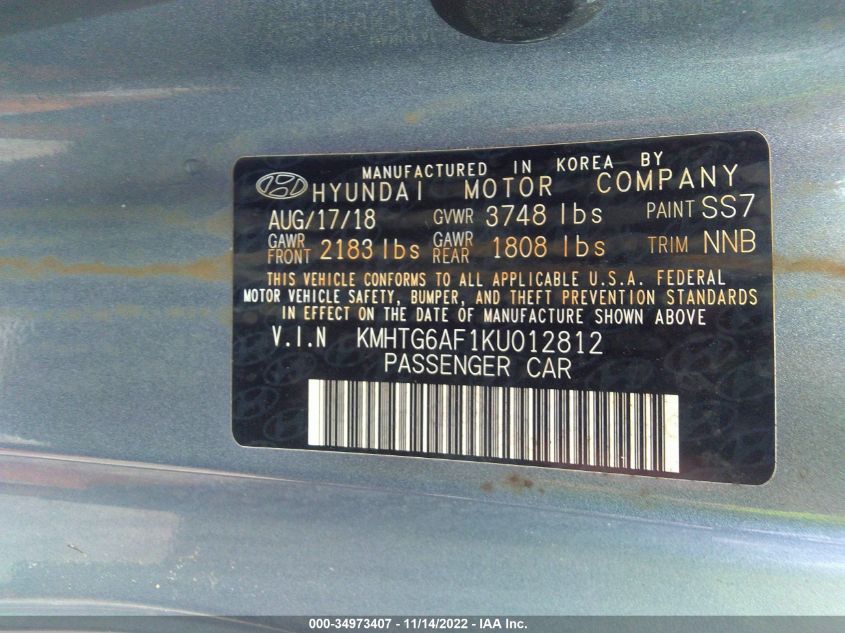 MANUFACTURED IN KOREA BY
HYUNDAI MOTOR COMPANY
AUG/17/18 GVWR 3748 lbs PAINT SS7
GAWR FRONT 2183 lbs GAWR REAR 1808 lbs TRIM NNB
THIS VEHICLE CONFORMS TO ALL APPLICABLE U.S.A. FEDERAL
MOTOR VEHICLE SAFETY, BUMPER, AND THEFT PREVENTION STANDARDS
IN EFFECT ON THE DATE OF MANUFACTURE SHOWN ABOVE
V.I.N KMHTG6AF1KU012812
PASSENGER CAR
000-34973407 - 11/14/2022 - IAA Inc.